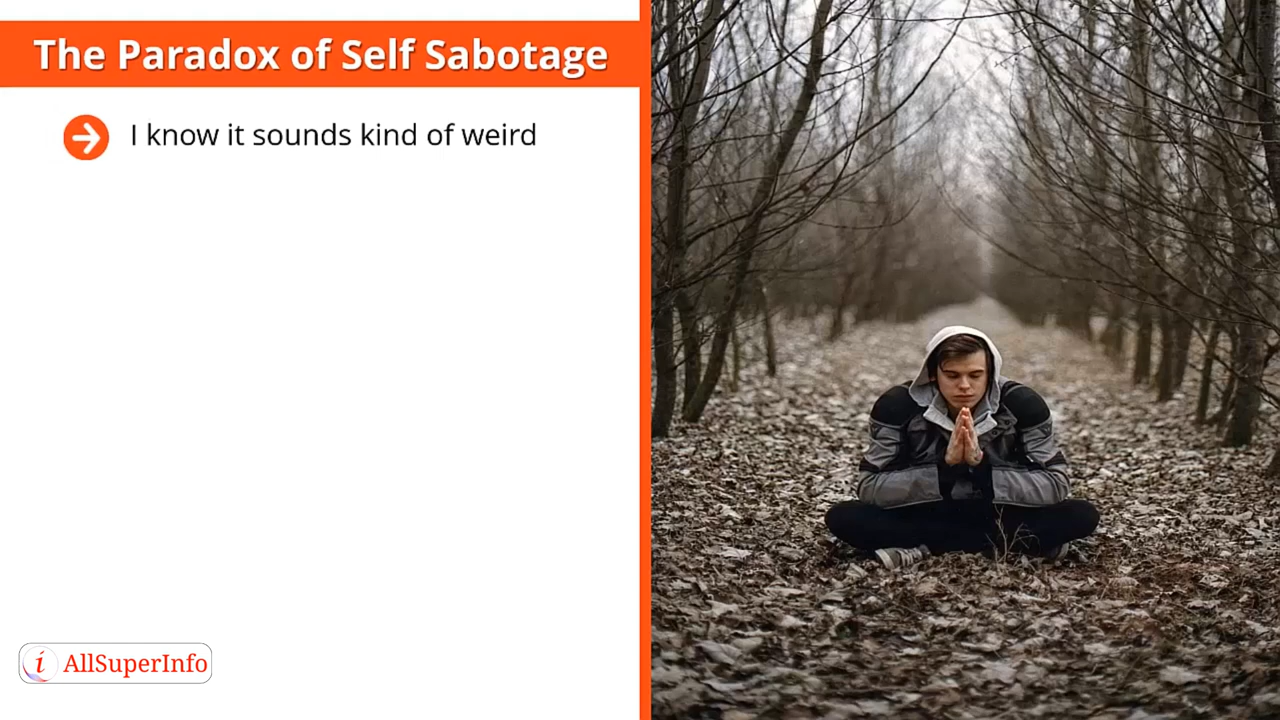 The Paradox of Self Sabotage
I know it sounds kind of weird
i AllSuperInfo